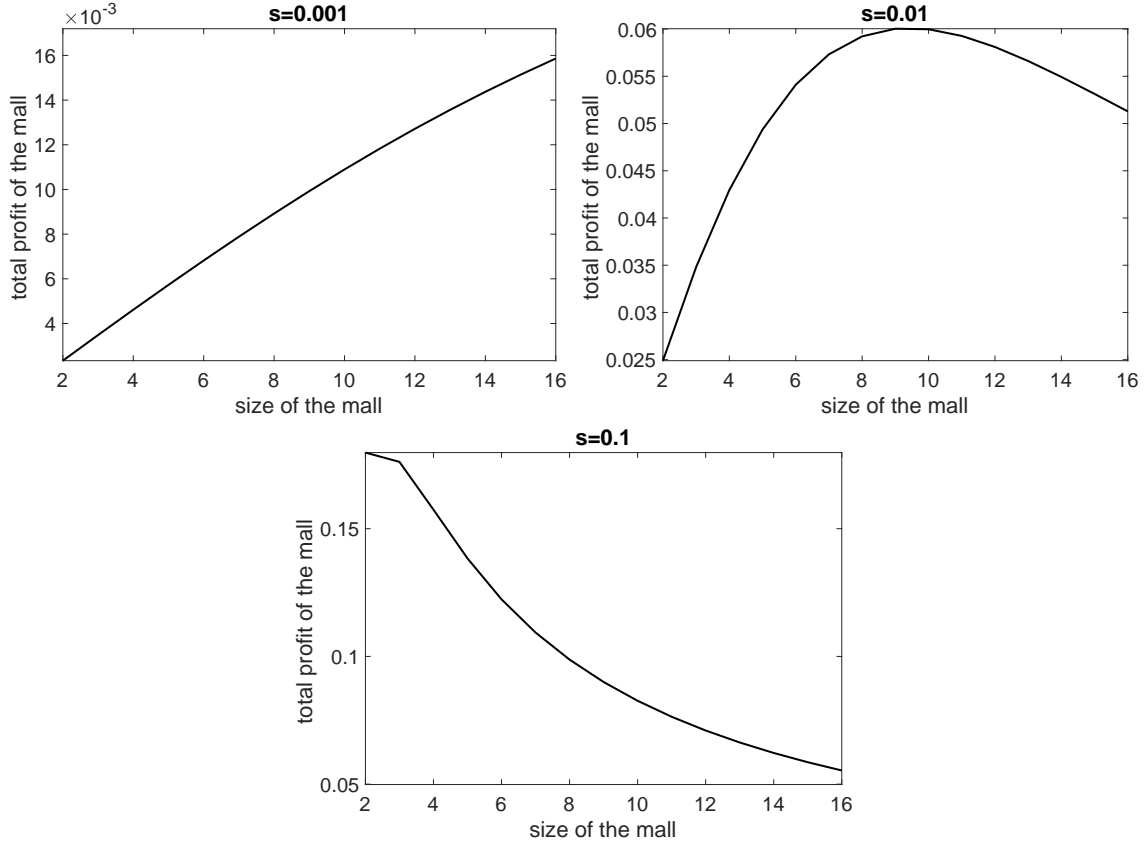 s=0.001
×10⁻³
16
14
12
10
8
6
4
total profit of the mall
2 4 6 8 10 12 14 16
size of the mall
s=0.01
0.06
0.055
0.05
0.045
0.04
0.035
0.03
0.025
total profit of the mall
2 4 6 8 10 12 14 16
size of the mall
s=0.1
0.15
0.1
0.05
total profit of the mall
2 4 6 8 10 12 14 16
size of the mall